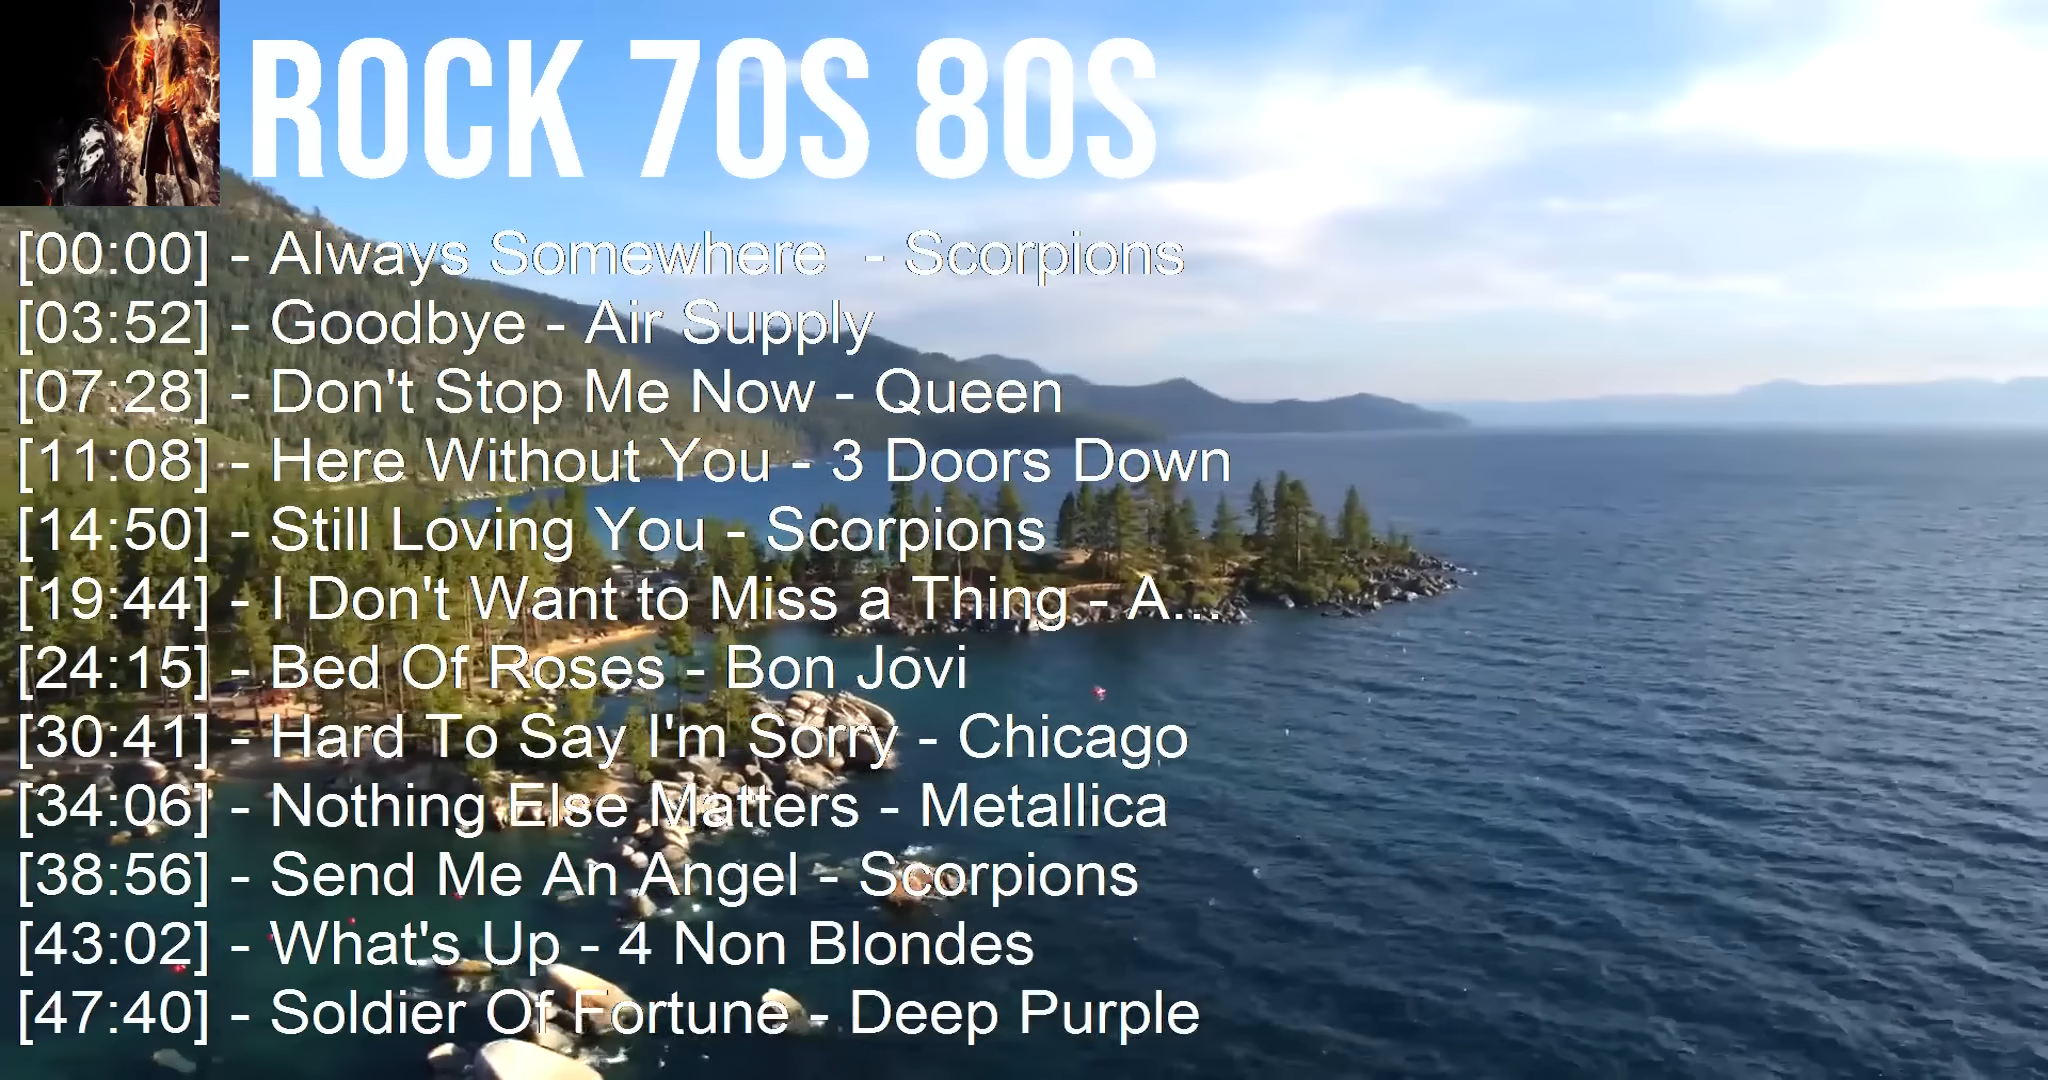 ROCK 70S 80S
[00:00] - Always Somewhere  - Scorpions
[03:52] - Goodbye - Air Supply
[07:28] - Don't Stop Me Now - Queen
[11:08] - Here Without You - 3 Doors Down
[14:50] - Still Loving You - Scorpions
[19:44] - I Don't Want to Miss a Thing - A...
[24:15] - Bed Of Roses - Bon Jovi
[30:41] - Hard To Say I'm Sorry - Chicago
[34:06] - Nothing Else Matters - Metallica
[38:56] - Send Me An Angel - Scorpions
[43:02] - What's Up - 4 Non Blondes
[47:40] - Soldier Of Fortune - Deep Purple